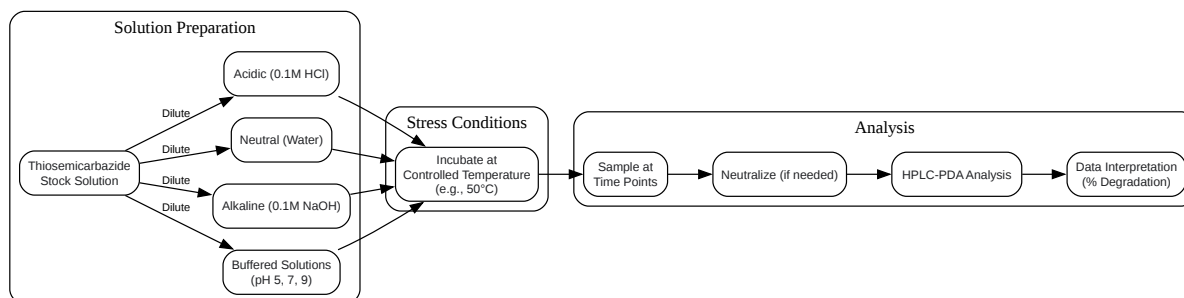 Solution Preparation
Acidic (0.1M HCl)
Dilute
Neutral (Water)
Dilute
Thiosemicarbazide
Stock Solution
Dilute
Alkaline (0.1M NaOH)
Dilute
Buffered Solutions
(pH 5, 7, 9)
Stress Conditions
Incubate at
Controlled Temperature
(e.g., 50°C)
Analysis
Sample at
Time Points
Neutralize (if needed)
HPLC-PDA Analysis
Data Interpretation
(% Degradation)